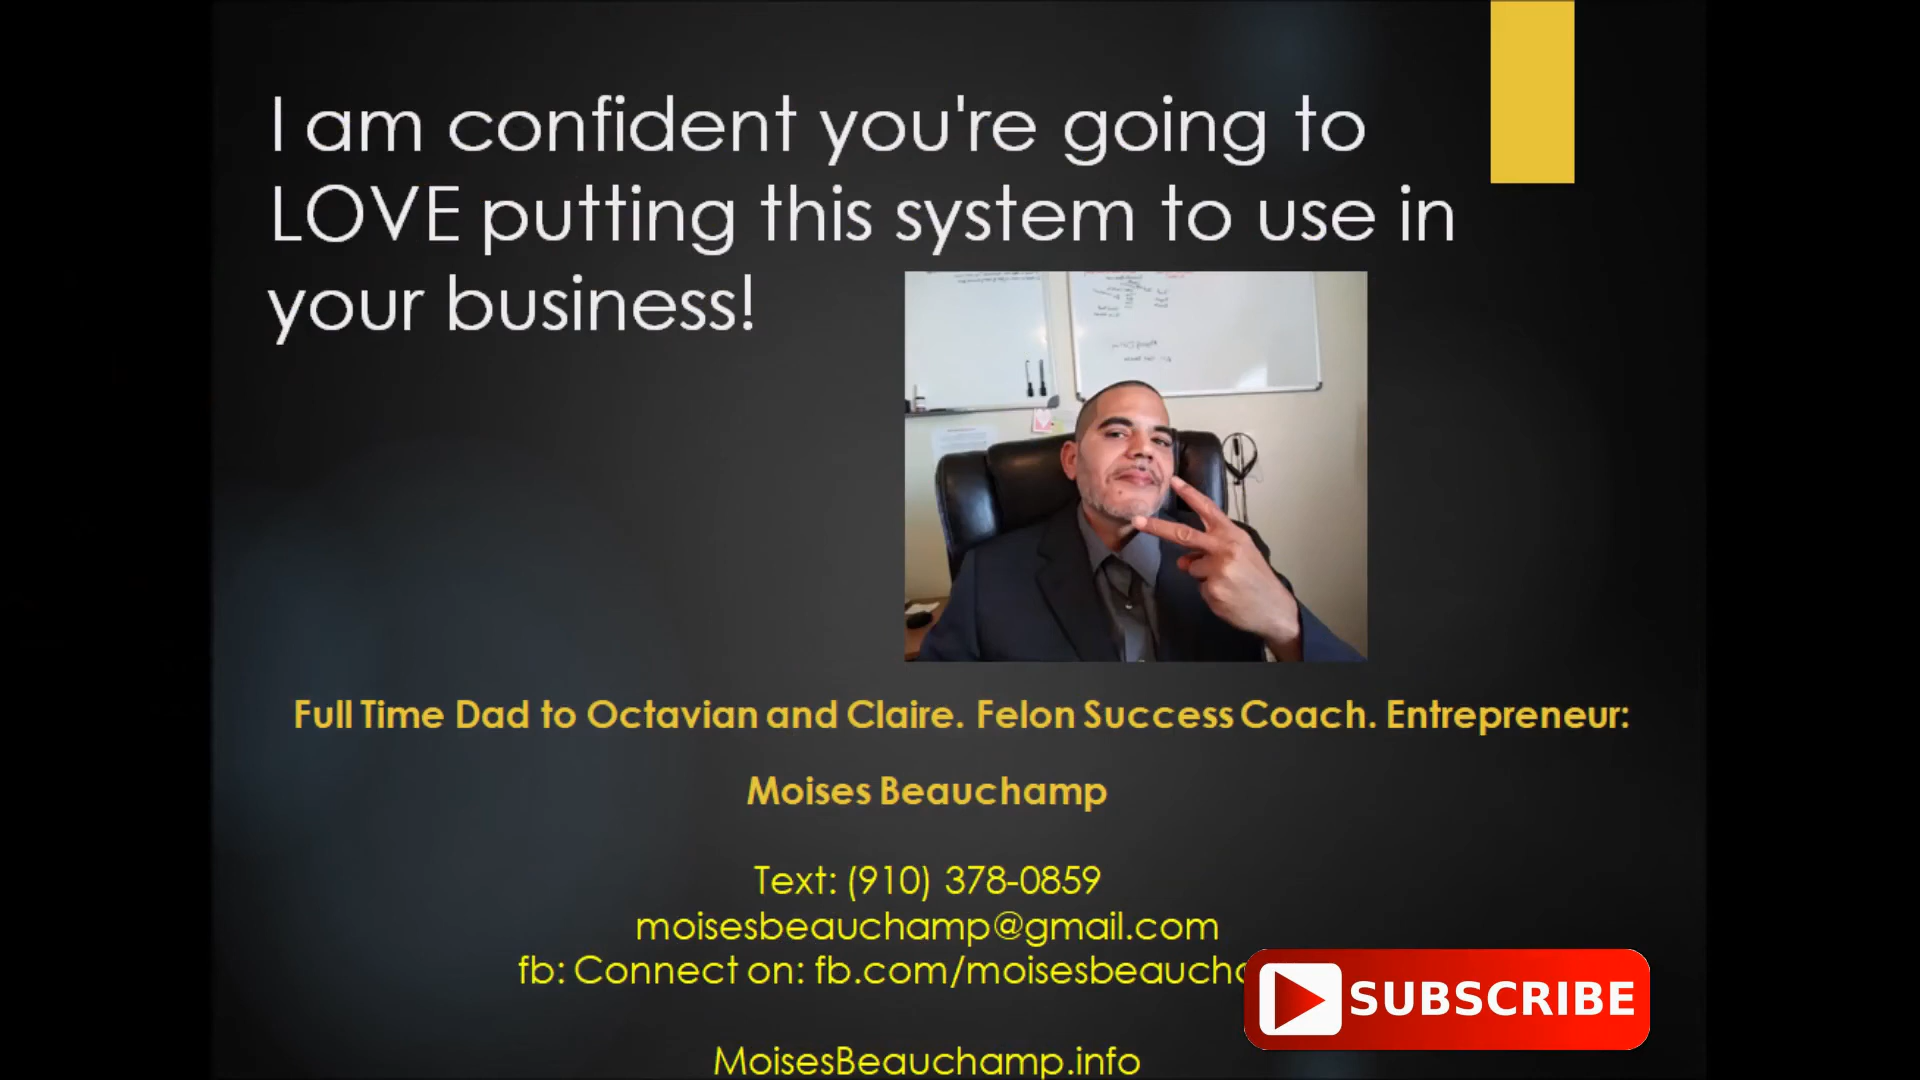 I am confident you're going to
LOVE putting this system to use in
your business!
Full Time Dad to Octavian and Claire. Felon Success Coach. Entrepreneur:
Moises Beauchamp
Text: (910) 378-0859
moisesbeauchamp@gmail.com
fb: Connect on: fb.com/moisesbeaucha
SUBSCRIBE
MoisesBeauchamp.info